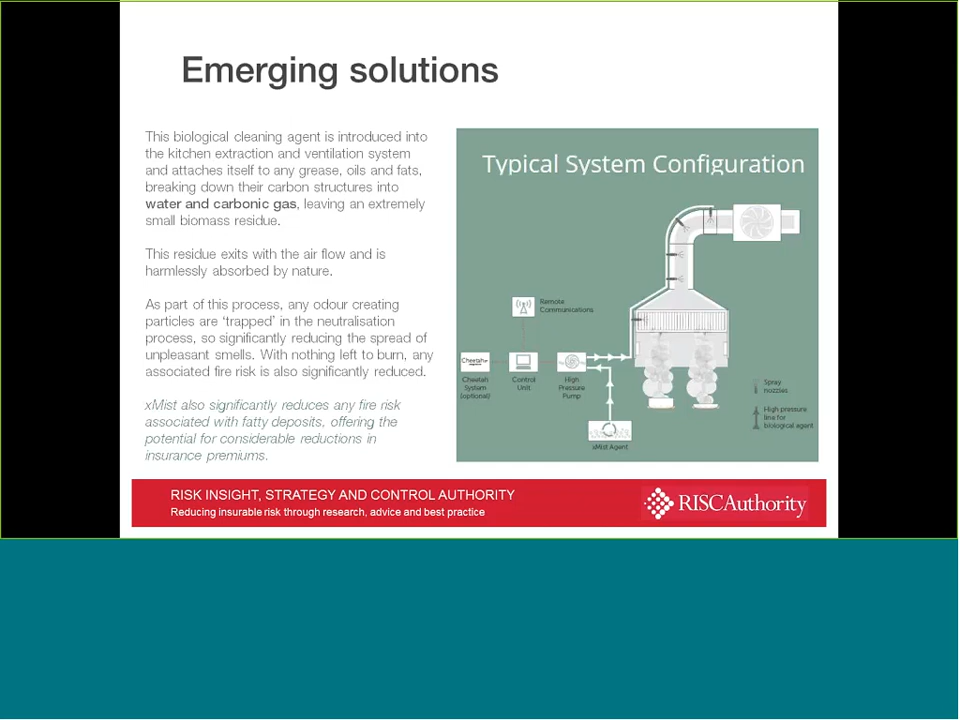 Emerging solutions
This biological cleaning agent is introduced into
the kitchen extraction and ventilation system
and attaches itself to any grease, oils and fats,
breaking down their carbon structures into
water and carbonic gas, leaving an extremely
small biomass residue.
This residue exits with the air flow and is
harmlessly absorbed by nature.
As part of this process, any odour creating
particles are ‘trapped’ in the neutralisation
process, so significantly reducing the spread of
unpleasant smells. With nothing left to burn, any
associated fire risk is also significantly reduced.
xMist also significantly reduces any fire risk
associated with fatty deposits, offering the
potential for considerable reductions in
insurance premiums.
Typical System Configuration
Remote
Communications
Cheetah
Cheetah
System
(optional)
Control
Unit
High
Pressure
Pump
xMist Agent
Spray
nozzles
High pressure
line for
biological agent
RISK INSIGHT, STRATEGY AND CONTROL AUTHORITY
Reducing insurable risk through research, advice and best practice
RISCAuthority